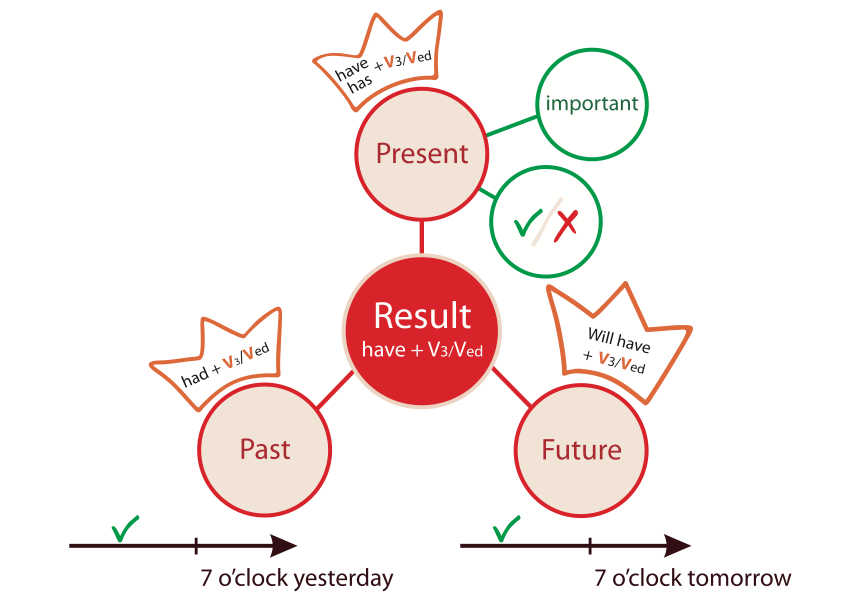 have
has + V3/Ved
Present
important
Result
have + V3/Ved
had + V3/Ved
Past
Will have
+ V3/Ved
Future
7 o'clock yesterday
7 o'clock tomorrow